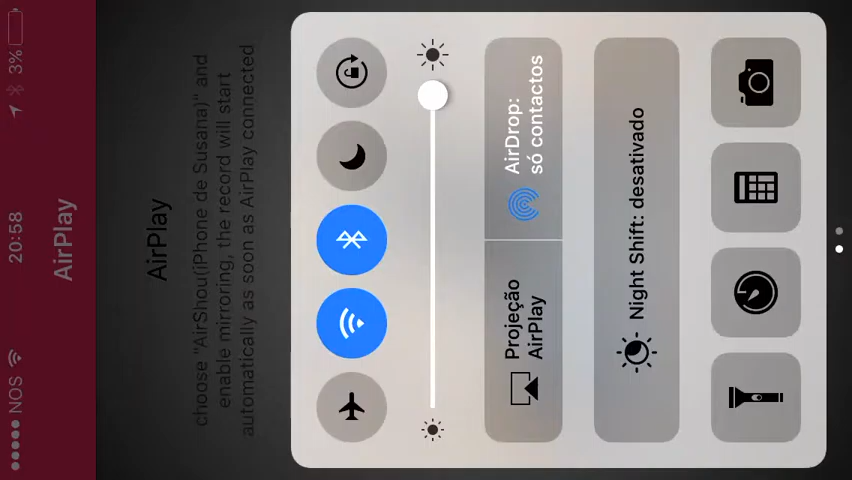 ●●●●● NOS
20:58
3%
AirPlay
AirPlay
choose "AirShou(iPhone de Susana)" and
enable mirroring, the record will start
automatically as soon as AirPlay connected
Projeção
AirPlay
AirDrop:
só contactos
Night Shift: desativado